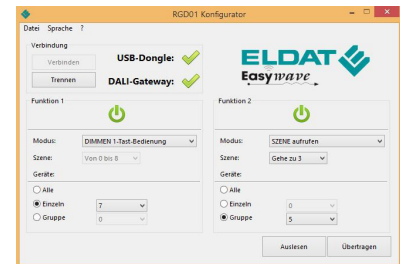 RGD01 Konfigurator
Datei Sprache ?
Verbindung
Verbinden
USB-Dongle:
Trennen
DALI-Gateway:
ELDAT
Easywave
Funktion 1
Modus: DIMMEN 1-Tast-Bedienung
Szene: Von 0 bis 8
Geräte:
Alle
Einzeln 7
Gruppe 0
Funktion 2
Modus: SZENE aufrufen
Szene: Gehe zu 3
Geräte:
Alle
Einzeln 0
Gruppe 5
Auslesen
Übertragen